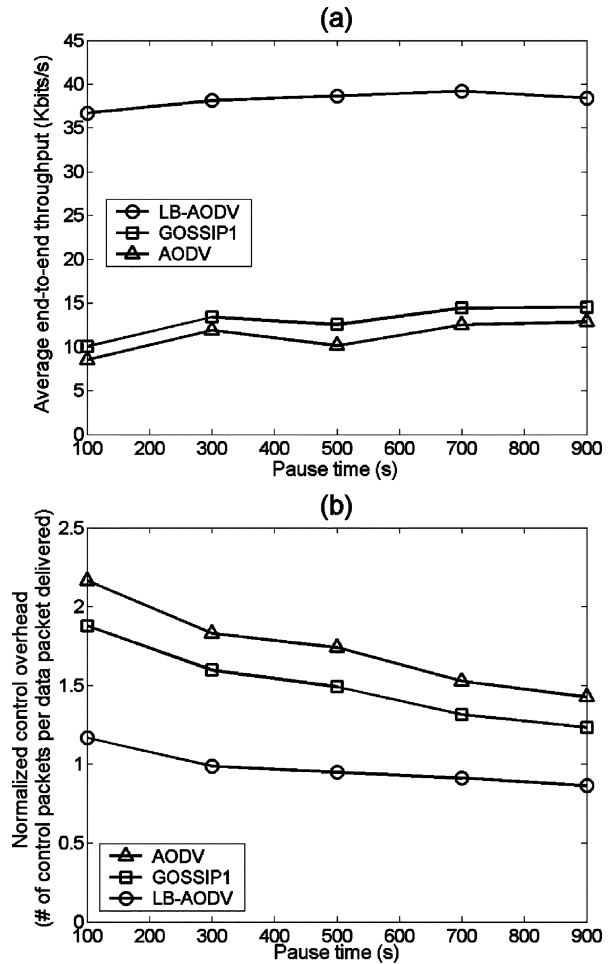 (a)
Average end-to-end throughput (Kbits/s)
45
40
35
30
25
20
15
10
5
0
LB-AODV
GOSSIP1
AODV
100 200 300 400 500 600 700 800 900
Pause time (s)
(b)
Normalized control overhead
(# of control packets per data packet delivered)
2.5
2
1.5
1
0.5
0
AODV
GOSSIP1
LB-AODV
100 200 300 400 500 600 700 800 900
Pause time (s)